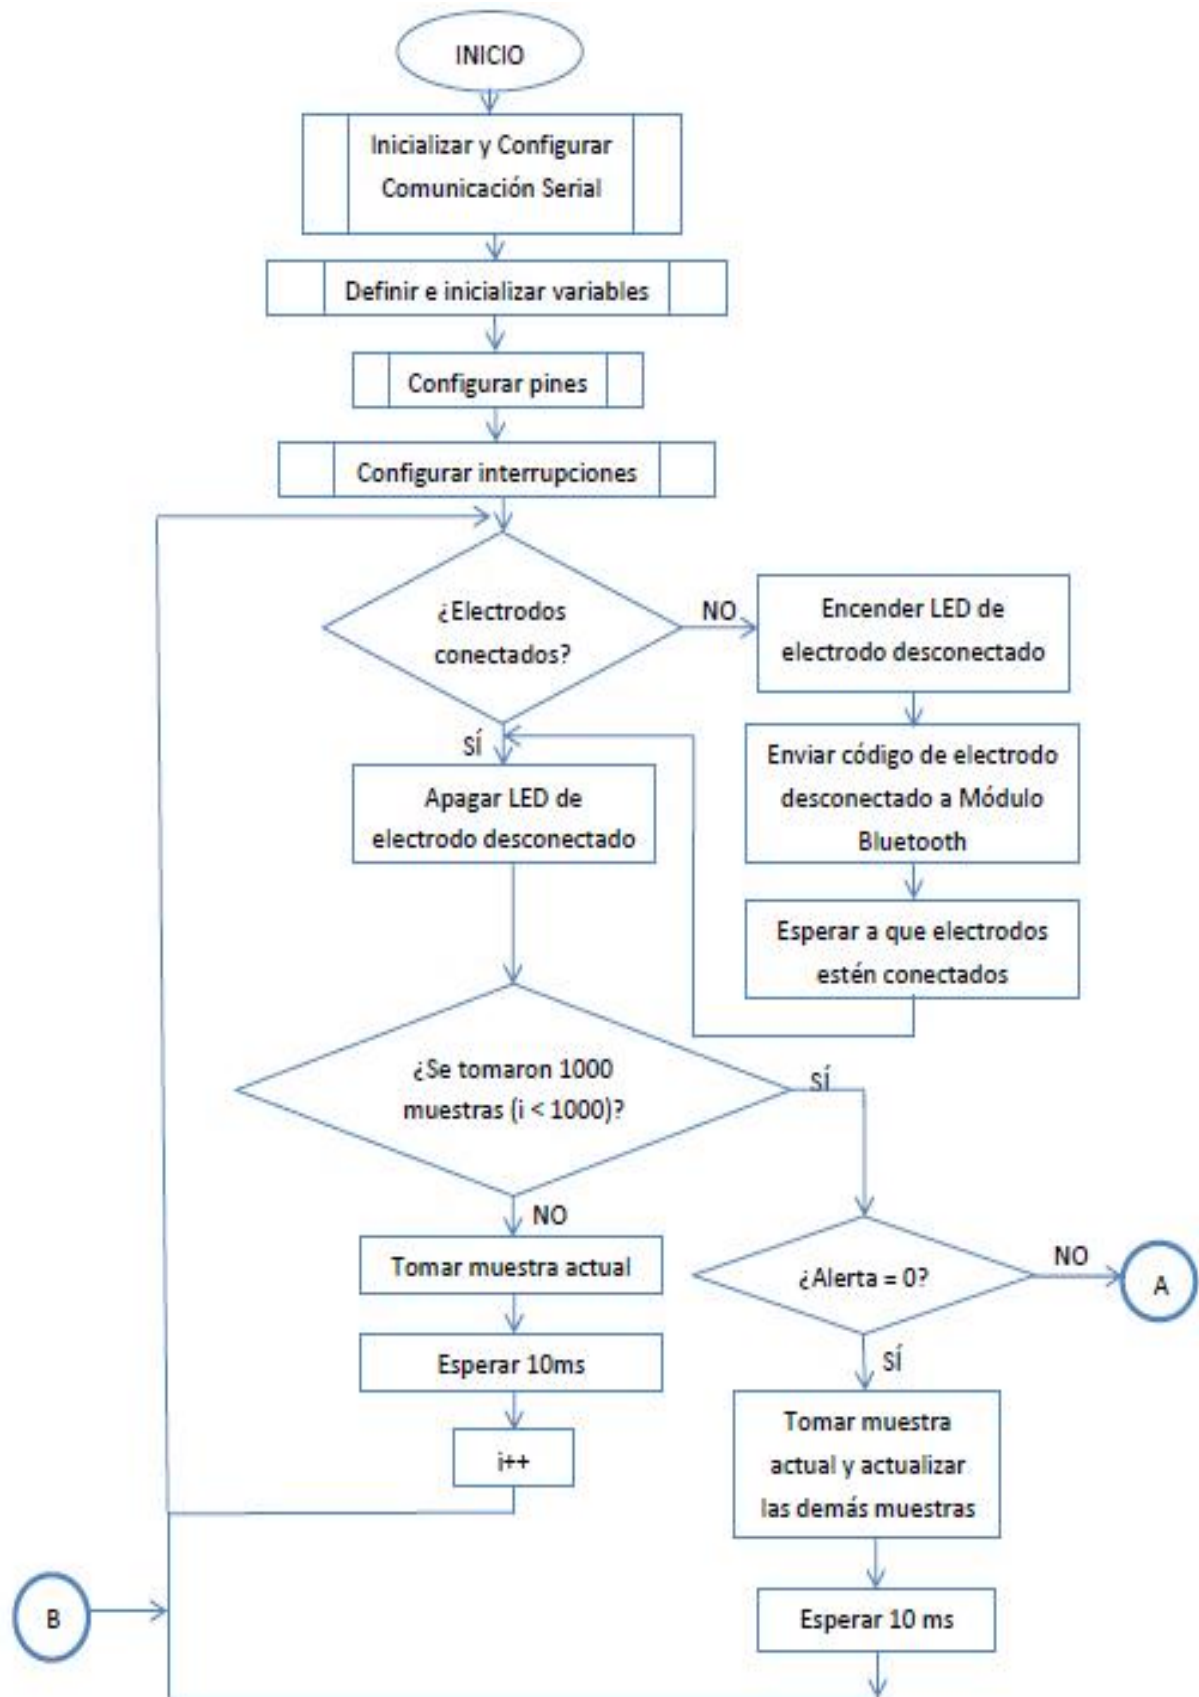 INICIO
Inicializar y Configurar
Comunicación Serial
Definir e inicializar variables
Configurar pines
Configurar interrupciones
¿Electrodos
conectados?
NO
Encender LED de
electrodo desconectado
Enviar código de electrodo
desconectado a Módulo
Bluetooth
Esperar a que electrodos
estén conectados
SÍ
Apagar LED de
electrodo desconectado
¿Se tomaron 1000
muestras (i < 1000)?
SÍ
NO
Tomar muestra actual
Esperar 10ms
i++
¿Alerta = 0?
NO
A
SÍ
Tomar muestra
actual y actualizar
las demás muestras
Esperar 10 ms
B